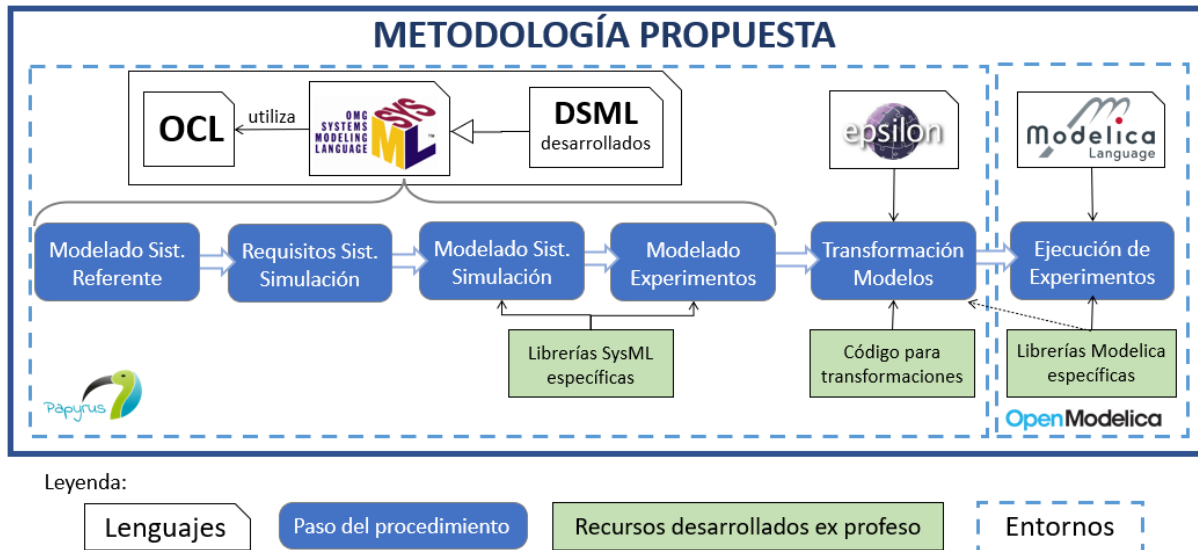 METODOLOGÍA PROPUESTA
OCL
utiliza
OMG
SYSTEMS
MODELING
LANGUAGE
SYS
ML
TM
DSML
desarrollados
epsilon
Modelica
Language
Modelado Sist.
Referente
Requisitos Sist.
Simulación
Modelado Sist.
Simulación
Modelado
Experimentos
Transformación
Modelos
Ejecución de
Experimentos
Librerías SysML
específicas
Código para
transformaciones
Librerías Modelica
específicas
Papyrus
OpenModelica
Leyenda:
Lenguajes
Paso del procedimiento
Recursos desarrollados ex profeso
Entornos